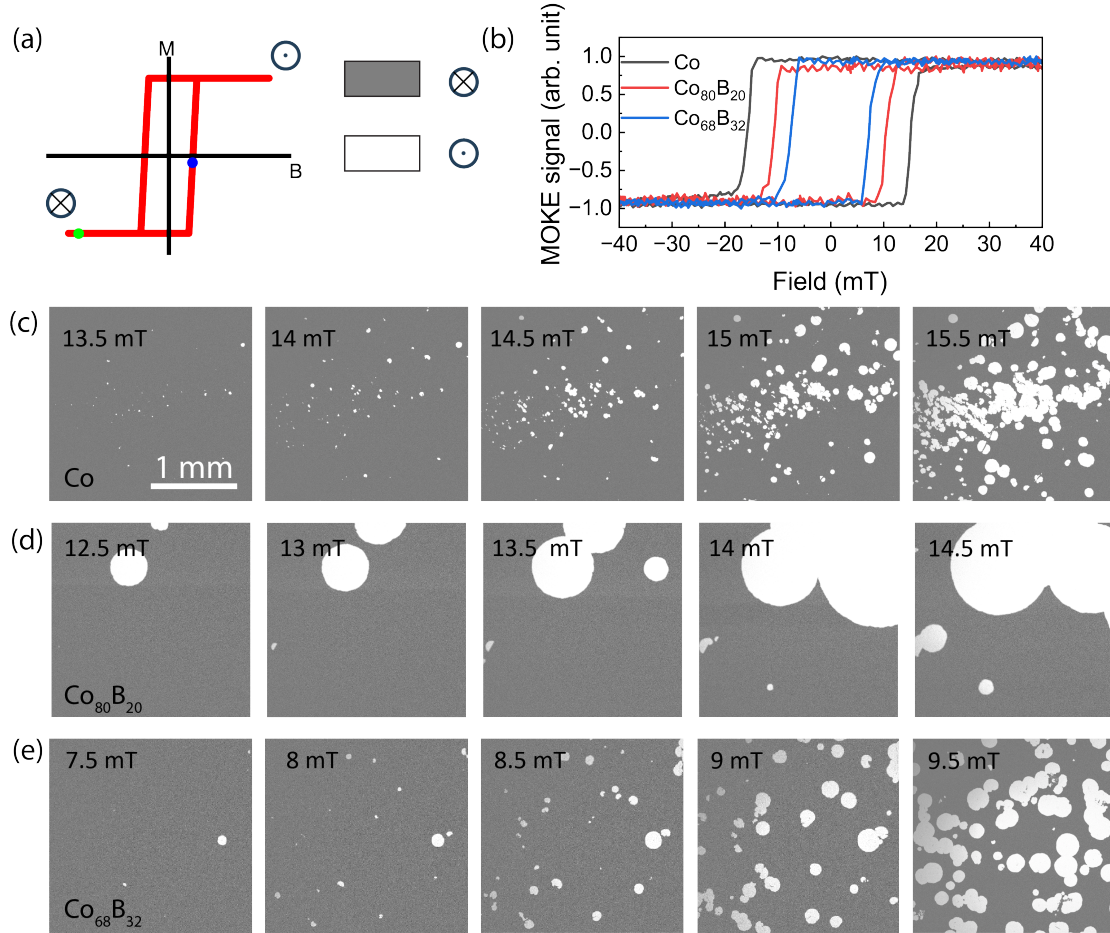 (a)
M
B
(b)
MOKE signal (arb. unit)
1.0
0.5
0.0
−0.5
−1.0
Co
Co₈₀B₂₀
Co₆₈B₃₂
−40 −30 −20 −10 0 10 20 30 40
Field (mT)
(c)
13.5 mT 14 mT 14.5 mT 15 mT 15.5 mT
Co
1 mm
(d)
12.5 mT 13 mT 13.5 mT 14 mT 14.5 mT
Co₈₀B₂₀
(e)
7.5 mT 8 mT 8.5 mT 9 mT 9.5 mT
Co₆₈B₃₂